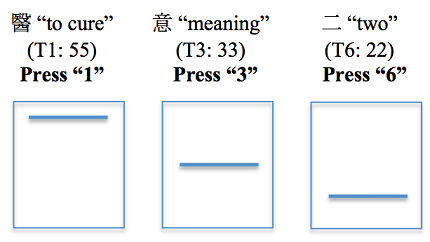 醫 “to cure” 意 “meaning” 二 “two”
(T1: 55) (T3: 33) (T6: 22)
Press “1” Press “3” Press “6”